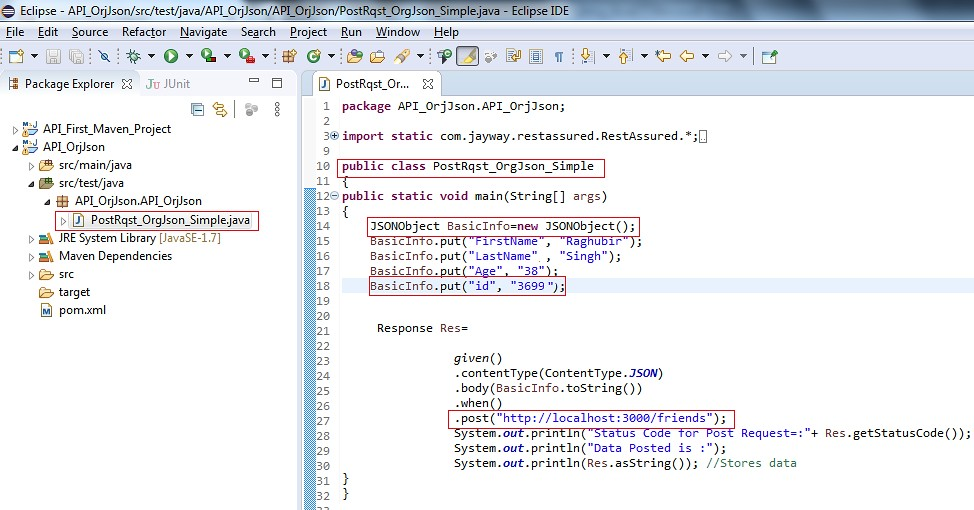 Eclipse - API_OrjJson/src/test/java/API_OrjJson/API_OrjJson/PostRqst_OrgJson_Simple.java - Eclipse IDE
File Edit Source Refactor Navigate Search Project Run Window Help
Package Explorer JUnit
API_First_Maven_Project
API_OrjJson
src/main/java
src/test/java
API_OrjJson.API_OrjJson
PostRqst_OrgJson_Simple.java
JRE System Library [JavaSE-1.7]
Maven Dependencies
src
target
pom.xml
PostRqst_Or...
1 package API_OrjJson.API_OrjJson;
2
3 import static com.jayway.restassured.RestAssured.*;
9
10 public class PostRqst_OrgJson_Simple
11 {
12 public static void main(String[] args)
13 {
14 JSONObject BasicInfo=new JSONObject();
15 BasicInfo.put("FirstName", "Raghubir");
16 BasicInfo.put("LastName" , "Singh");
17 BasicInfo.put("Age", "38");
18 BasicInfo.put("id", "3699");
19
20
21 Response Res=
22
23 given()
24 .contentType(ContentType.JSON)
25 .body(BasicInfo.toString())
26 .when()
27 .post("http://localhost:3000/friends");
28 System.out.println("Status Code for Post Request=:"+ Res.getStatusCode());
29 System.out.println("Data Posted is :");
30 System.out.println(Res.asString()); //Stores data
31 }
32 }